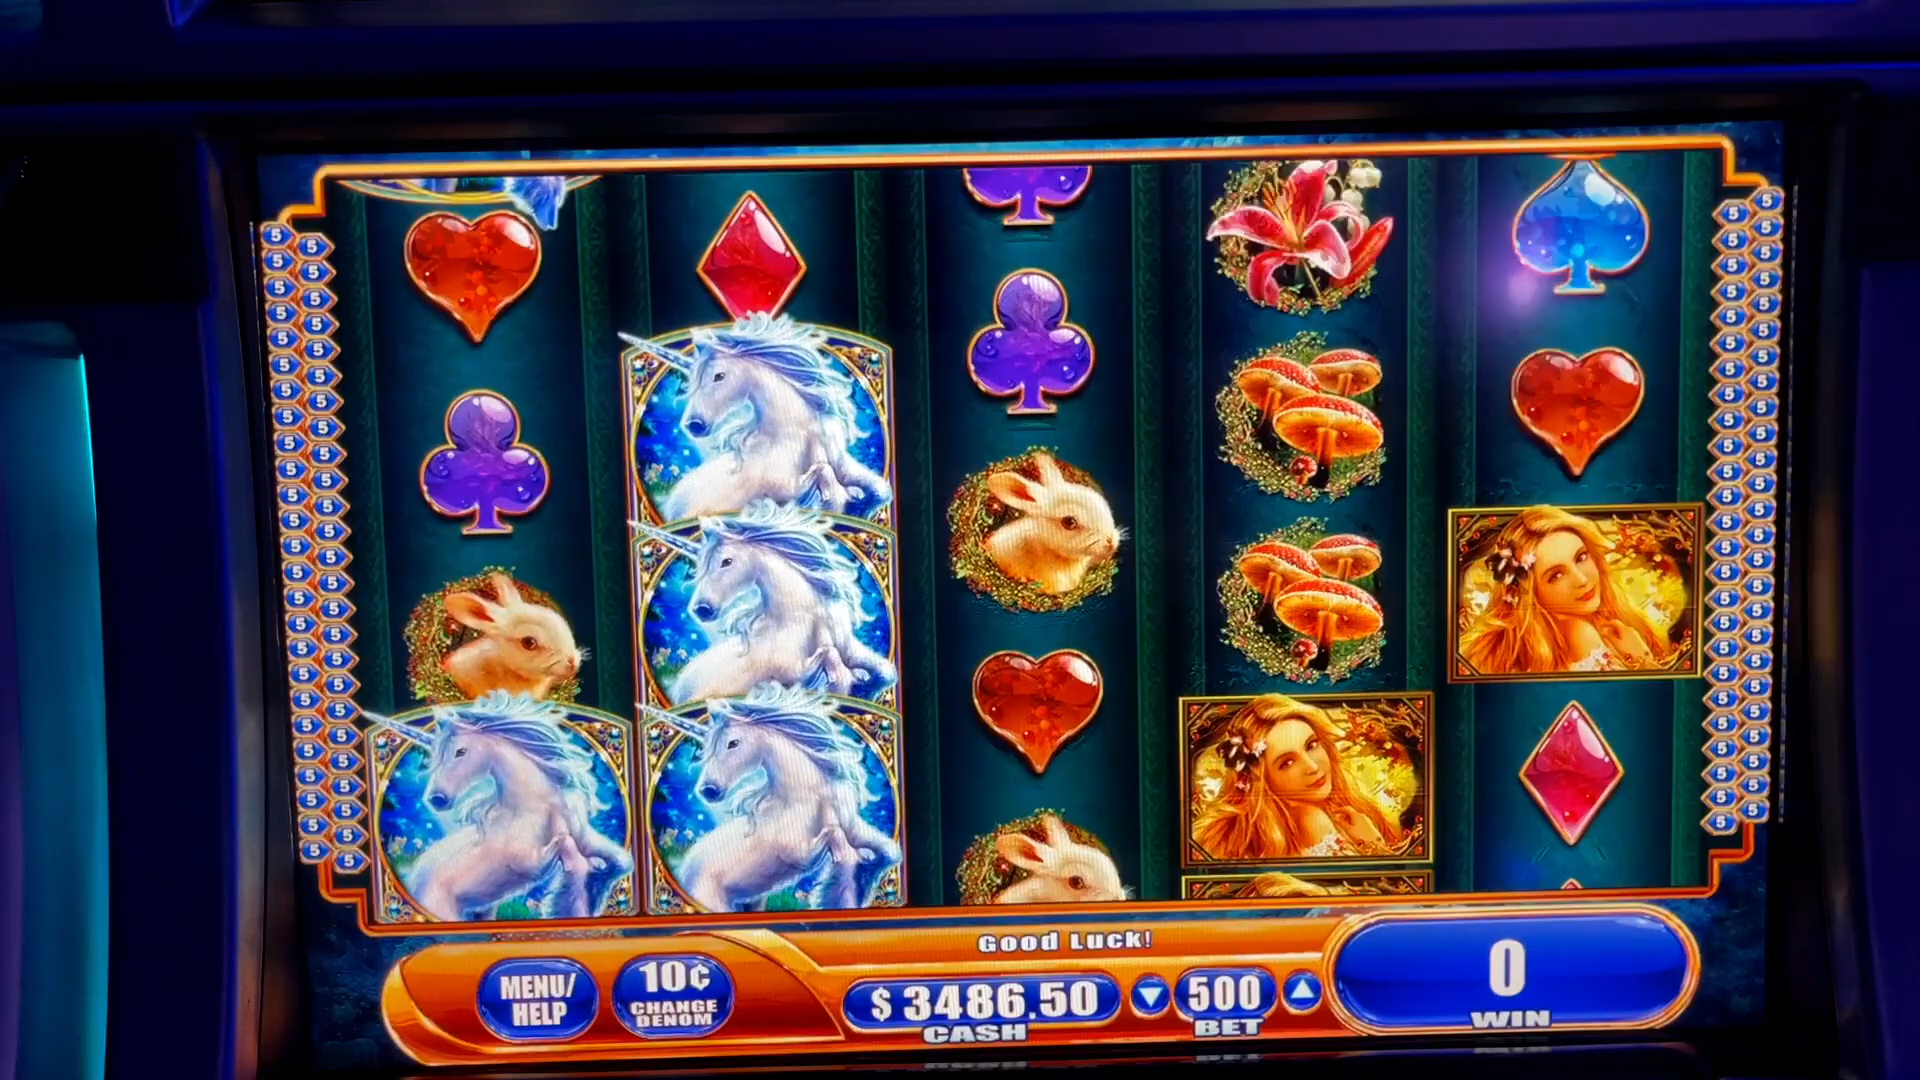 Good Luck!
MENU/
HELP
10¢
CHANGE
DENOM
$ 3486.50
CASH
500
BET
0
WIN